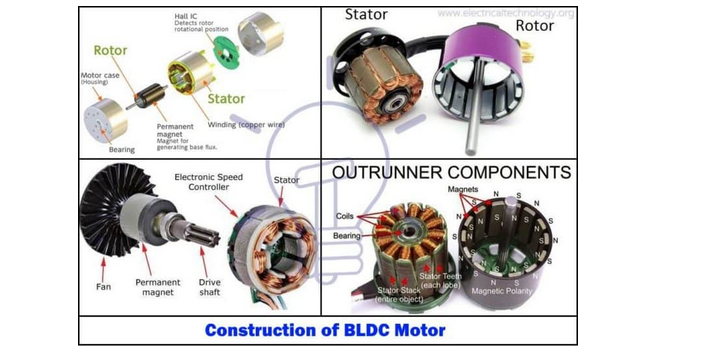 Hall IC
Detects rotor
rotational position
Rotor
Motor case
(Housing)
Stator
Permanent
magnet
Magnet for
generating base flux.
Winding (copper wire)
Bearing
Stator
www.electricaltechnology.org
Rotor
Electronic Speed
Controller
Stator
Fan
Permanent
magnet
Drive
shaft
OUTRUNNER COMPONENTS
Magnets
Coils
Bearing
Stator Teeth
(each lobe)
Stator Stack
(entire object)
Magnetic Polarity
Construction of BLDC Motor